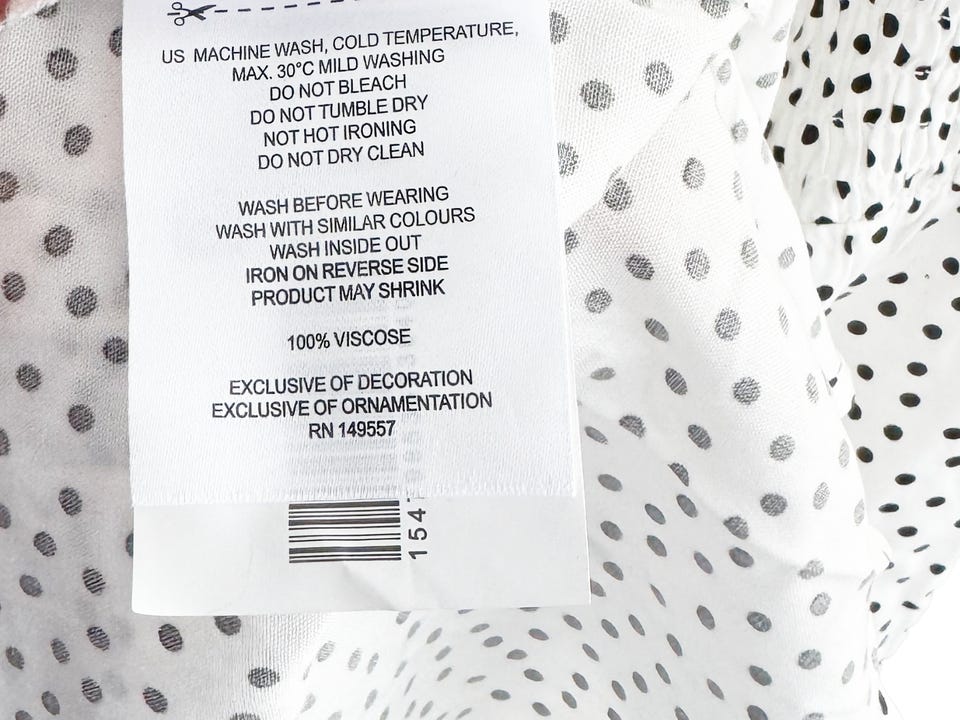 US MACHINE WASH, COLD TEMPERATURE,
MAX. 30°C MILD WASHING
DO NOT BLEACH
DO NOT TUMBLE DRY
NOT HOT IRONING
DO NOT DRY CLEAN
WASH BEFORE WEARING
WASH WITH SIMILAR COLOURS
WASH INSIDE OUT
IRON ON REVERSE SIDE
PRODUCT MAY SHRINK
100% VISCOSE
EXCLUSIVE OF DECORATION
EXCLUSIVE OF ORNAMENTATION
RN 149557
154